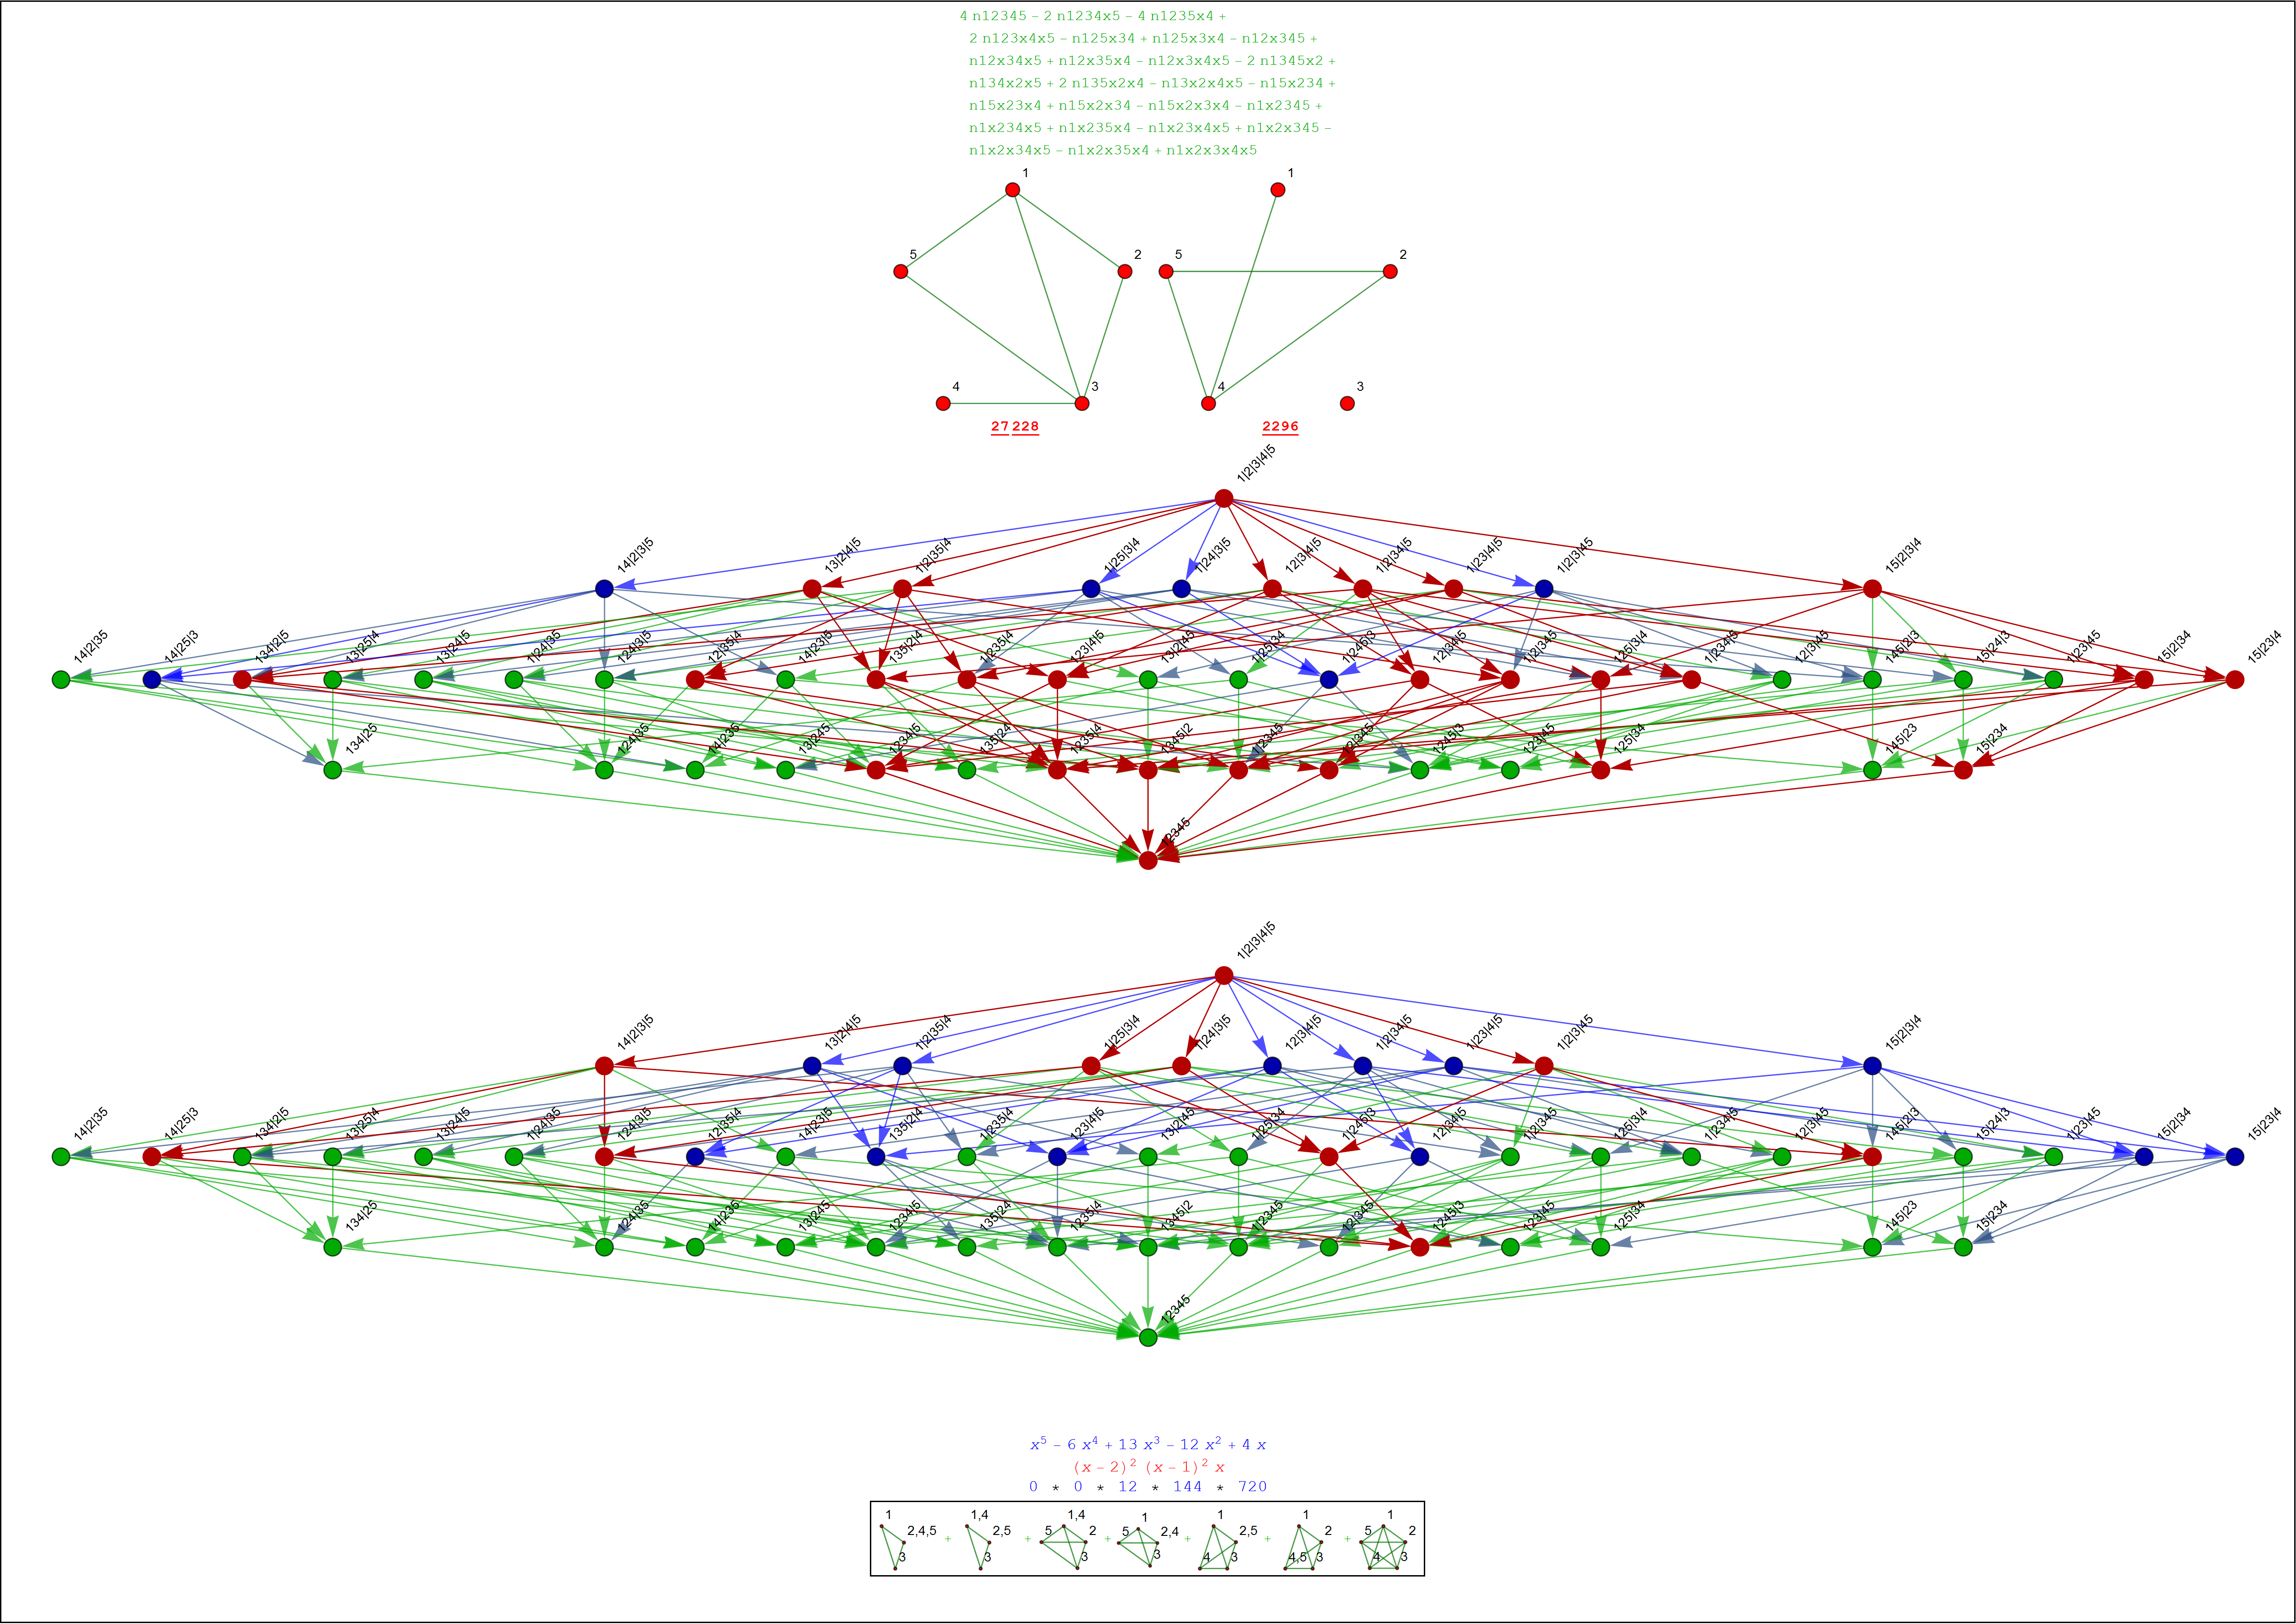 4 n12345 − 2 n1234x5 − 4 n1235x4 +
2 n123x4x5 − n125x34 + n125x3x4 − n12x345 +
n12x34x5 + n12x35x4 − n12x3x4x5 − 2 n1345x2 +
n134x2x5 + 2 n135x2x4 − n13x2x4x5 − n15x234 +
n15x23x4 + n15x2x34 − n15x2x3x4 − n1x2345 +
n1x234x5 + n1x235x4 − n1x23x4x5 + n1x2x345 −
n1x2x34x5 − n1x2x35x4 + n1x2x3x4x5
1 1
5 2 5 2
4 3 4 3
27 228 2296
1|2|3|4|5
14|2|3|5 13|2|4|5 1|2|35|4 1|25|3|4 1|24|3|5 12|3|4|5 1|2|34|5 1|23|4|5 1|2|3|45 15|2|3|4
14|2|35 14|25|3 134|2|5 13|25|4 13|24|5 1|24|35 124|3|5 12|35|4 14|23|5 135|2|4 1|235|4 123|4|5 13|2|45 1|25|34 1|245|3 12|34|5 1|2|345 125|3|4 1|234|5 12|3|45 145|2|3 15|24|3 1|23|45 15|2|34 15|23|4
134|25 124|35 14|235 13|245 1234|5 135|24 1235|4 1345|2 1|2345 12|345 1245|3 123|45 125|34 145|23 15|234
12345
1|2|3|4|5
14|2|3|5 13|2|4|5 1|2|35|4 1|25|3|4 1|24|3|5 12|3|4|5 1|2|34|5 1|23|4|5 1|2|3|45 15|2|3|4
14|2|35 14|25|3 134|2|5 13|25|4 13|24|5 1|24|35 124|3|5 12|35|4 14|23|5 135|2|4 1|235|4 123|4|5 13|2|45 1|25|34 1|245|3 12|34|5 1|2|345 125|3|4 1|234|5 12|3|45 145|2|3 15|24|3 1|23|45 15|2|34 15|23|4
134|25 124|35 14|235 13|245 1234|5 135|24 1235|4 1345|2 1|2345 12|345 1245|3 123|45 125|34 145|23 15|234
12345
x⁵ − 6 x⁴ + 13 x³ − 12 x² + 4 x
(x − 2)² (x − 1)² x
0 * 0 * 12 * 144 * 720
1 2,4,5 3 + 1,4 2,5 3 + 1,4 5 2 3 + 1 5 2,4 3 + 1 2,5 4 3 + 1 2 4,5 3 + 1 5 2 4 3